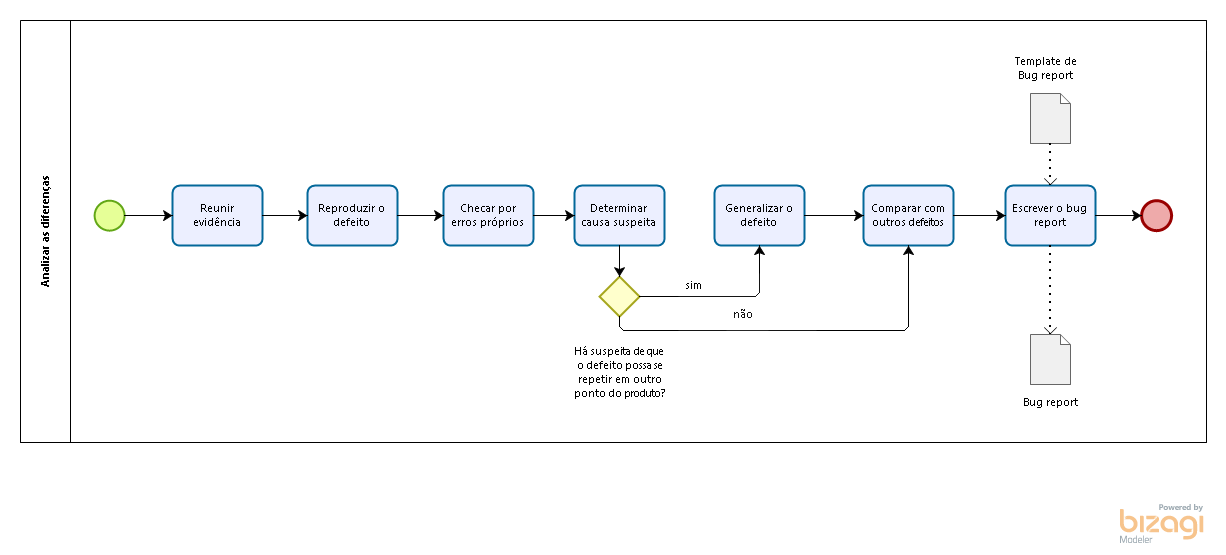 Analizar as diferenças
Template de
Bug report
Reunir
evidência
Reproduzir o
defeito
Checar por
erros próprios
Determinar
causa suspeita
Generalizar o
defeito
Comparar com
outros defeitos
Escrever o bug
report
sim
não
Há suspeita de que
o defeito possa se
repetir em outro
ponto do produto?
Bug report
Powered by
bizagi
Modeler